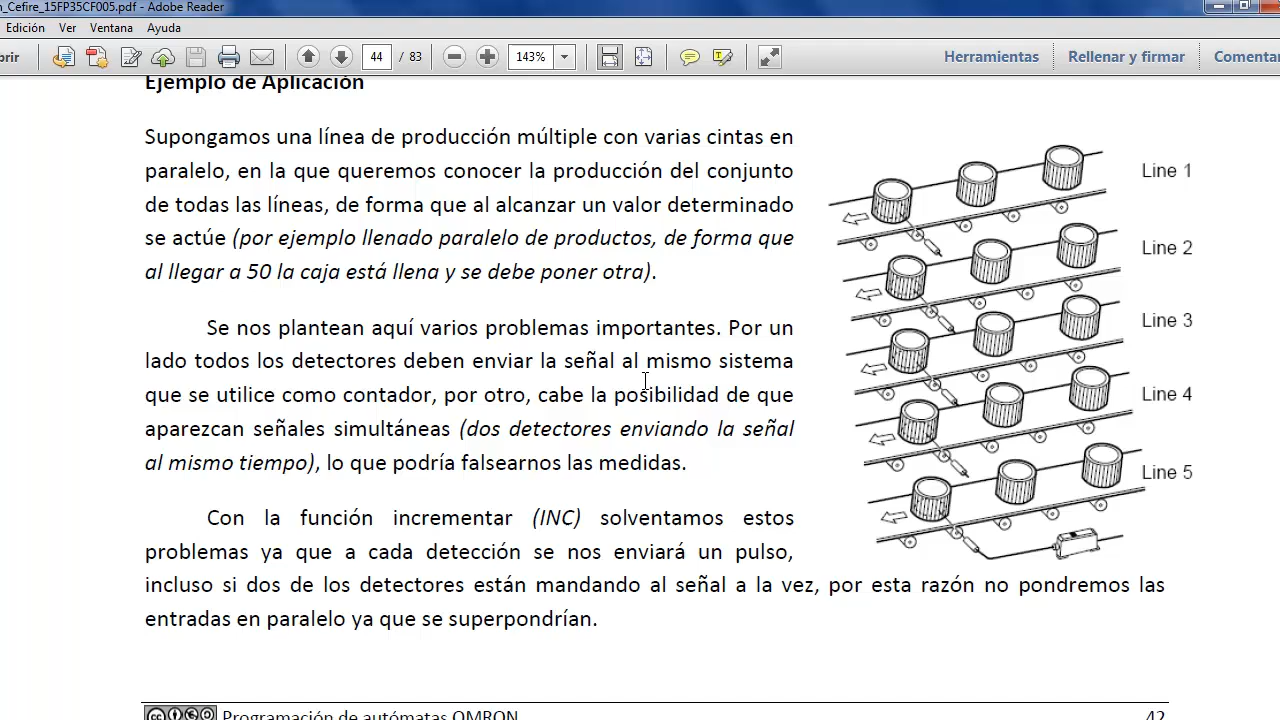 n_Cefire_15FP35CF005.pdf - Adobe Reader
Edición Ver Ventana Ayuda
brir 44 / 83 143% Herramientas Rellenar y firmar Comentar
Ejemplo de Aplicación
Supongamos una línea de producción múltiple con varias cintas en
paralelo, en la que queremos conocer la producción del conjunto
de todas las líneas, de forma que al alcanzar un valor determinado
se actúe (por ejemplo llenado paralelo de productos, de forma que
al llegar a 50 la caja está llena y se debe poner otra).
Se nos plantean aquí varios problemas importantes. Por un
lado todos los detectores deben enviar la señal al mismo sistema
que se utilice como contador, por otro, cabe la posibilidad de que
aparezcan señales simultáneas (dos detectores enviando la señal
al mismo tiempo), lo que podría falsearnos las medidas.
Con la función incrementar (INC) solventamos estos
problemas ya que a cada detección se nos enviará un pulso,
incluso si dos de los detectores están mandando al señal a la vez, por esta razón no pondremos las
entradas en paralelo ya que se superpondrían.
Line 1
Line 2
Line 3
Line 4
Line 5
Programación de autómatas OMRON 42